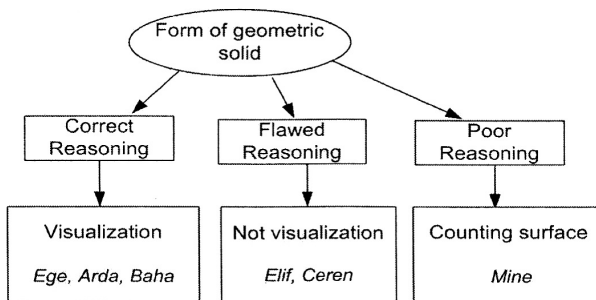 Form of geometric
solid
Correct
Reasoning
Flawed
Reasoning
Poor
Reasoning
Visualization
Ege, Arda, Baha
Not visualization
Elif, Ceren
Counting surface
Mine